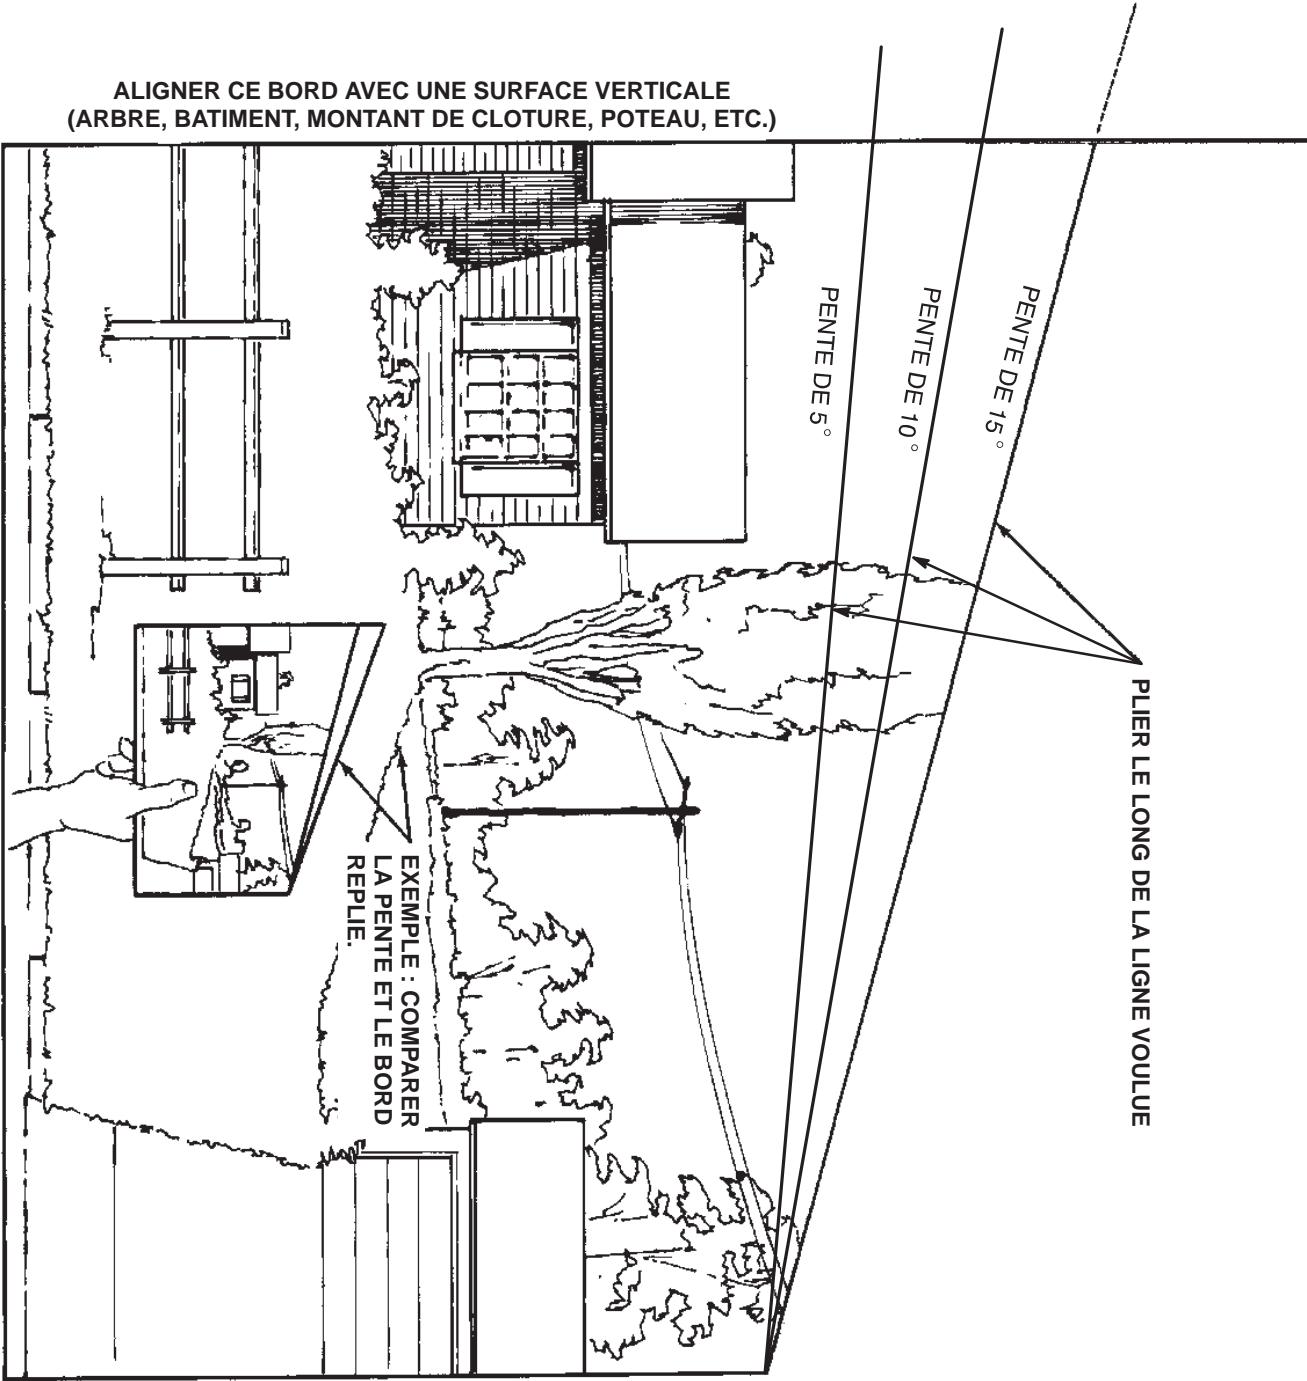 ALIGNER CE BORD AVEC UNE SURFACE VERTICALE
(ARBRE, BATIMENT, MONTANT DE CLOTURE, POTEAU, ETC.)
PENTE DE 15°
PENTE DE 10°
PENTE DE 5°
PLIER LE LONG DE LA LIGNE VOULUE
EXEMPLE : COMPARER
LA PENTE ET LE BORD
REPLIE.